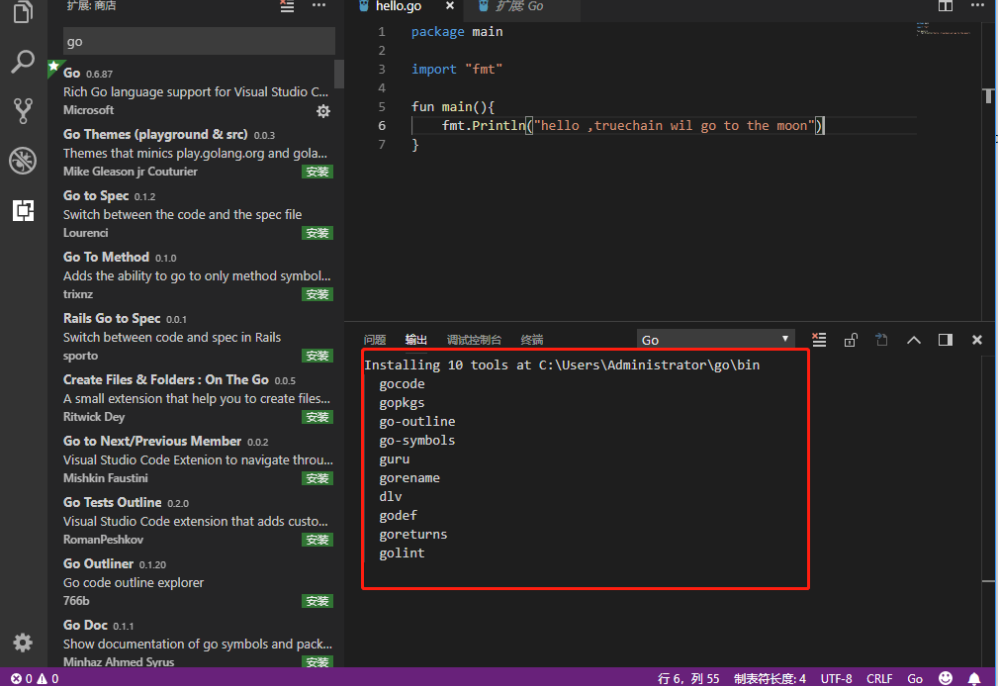 扩展: 商店
go
Go 0.6.87
Rich Go language support for Visual Studio C...
Microsoft
Go Themes (playground & src) 0.0.3
Themes that minics play.golang.org and gola...
Mike Gleason jr Couturier 安装
Go to Spec 0.1.2
Switch between the code and the spec file
Lourenci 安装
Go To Method 0.1.0
Adds the ability to go to only method symbol...
trixnz 安装
Rails Go to Spec 0.0.1
Switch between code and spec in Rails
sporto 安装
Create Files & Folders : On The Go 0.0.5
A small extension that help you to create files...
Ritwick Dey 安装
Go to Next/Previous Member 0.0.2
Visual Studio Code Extenion to navigate throu...
Mishkin Faustini 安装
Go Tests Outline 0.2.0
Visual Studio Code extension that adds custo...
RomanPeshkov 安装
Go Outliner 0.1.20
Go code outline explorer
766b 安装
Go Doc 0.1.1
Show documentation of go symbols and pack...
Minhaz Ahmed Syrus 安装
hello.go 扩展: Go
1 package main
2
3 import "fmt"
4
5 fun main(){
6 fmt.Println("hello ,truechain wil go to the moon")
7 }
问题 输出 调试控制台 终端 Go
Installing 10 tools at C:\Users\Administrator\go\bin
gocode
gopkgs
go-outline
go-symbols
guru
gorename
dlv
godef
goreturns
golint
0 0 行 6，列 55 制表符长度: 4 UTF-8 CRLF Go